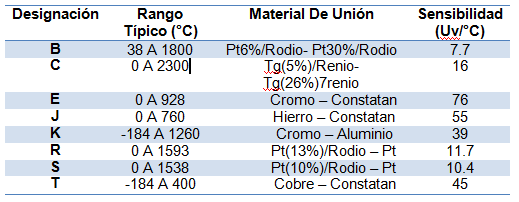 Designación Rango Típico (°C) Material De Unión Sensibilidad (Uv/°C)
B 38 A 1800 Pt6%/Rodio- Pt30%/Rodio 7.7
C 0 A 2300 Tg(5%)/Renio- Tg(26%)7renio 16
E 0 A 928 Cromo – Constatan 76
J 0 A 760 Hierro – Constatan 55
K -184 A 1260 Cromo – Aluminio 39
R 0 A 1593 Pt(13%)/Rodio – Pt 11.7
S 0 A 1538 Pt(10%)/Rodio – Pt 10.4
T -184 A 400 Cobre – Constatan 45